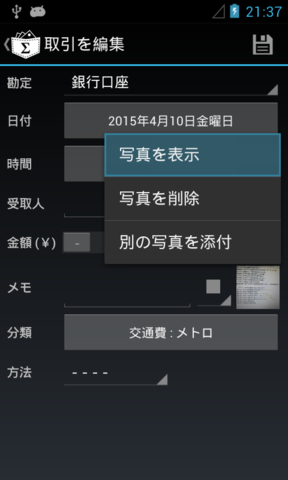 21:37
Σ
取引を編集
勘定
銀行口座
日付
2015年4月10日金曜日
写真を表示
時間
写真を削除
受取人
別の写真を添付
金額(¥)
-
メモ
分類
交通費 : メトロ
方法
- - - -